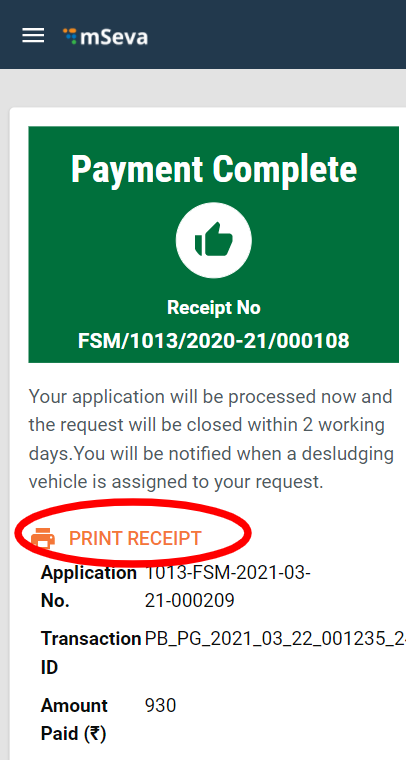 mSeva
Payment Complete
Receipt No
FSM/1013/2020-21/000108
Your application will be processed now and
the request will be closed within 2 working
days.You will be notified when a desludging
vehicle is assigned to your request.
PRINT RECEIPT
Application 1013-FSM-2021-03-
No. 21-000209
Transaction PB_PG_2021_03_22_001235_2
ID
Amount 930
Paid (₹)